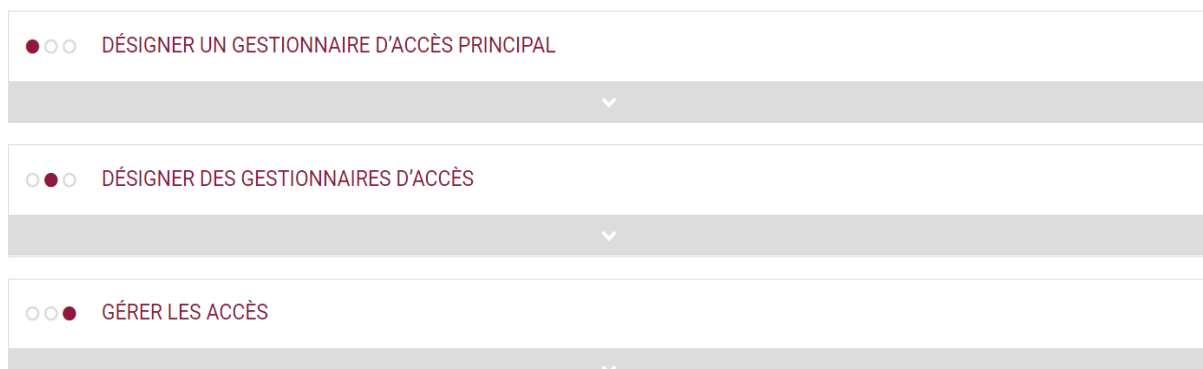 DÉSIGNER UN GESTIONNAIRE D’ACCÈS PRINCIPAL
DÉSIGNER DES GESTIONNAIRES D’ACCÈS
GÉRER LES ACCÈS